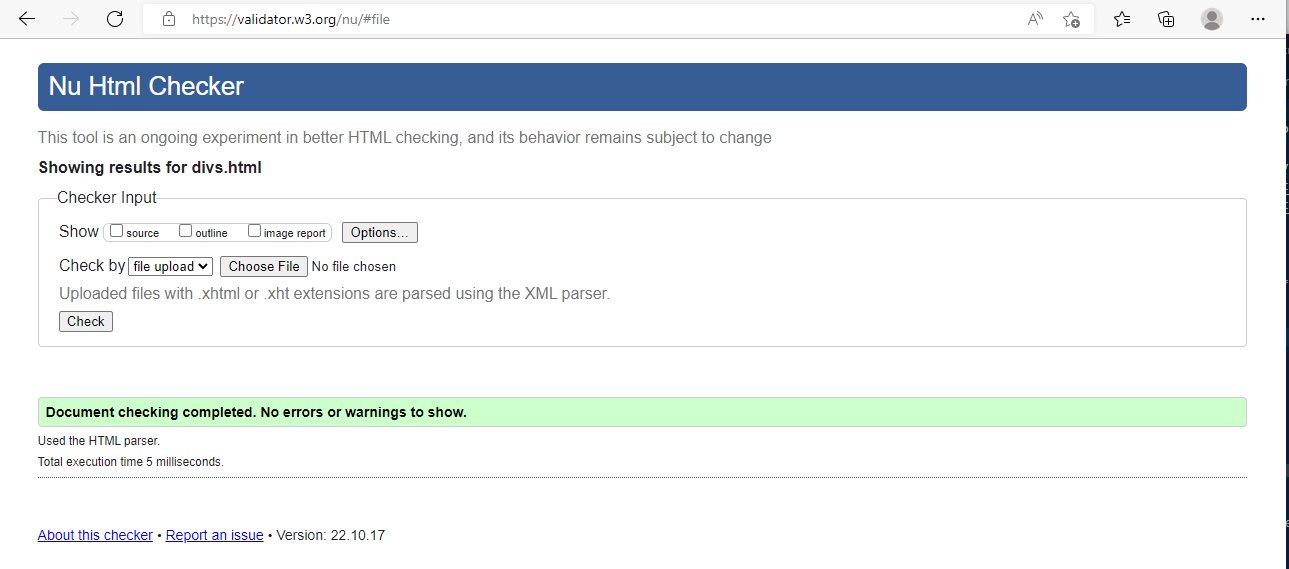 https://validator.w3.org/nu/#file
Nu Html Checker
This tool is an ongoing experiment in better HTML checking, and its behavior remains subject to change
Showing results for divs.html
Checker Input
Show source outline image report Options...
Check by file upload Choose File No file chosen
Uploaded files with .xhtml or .xht extensions are parsed using the XML parser.
Check
Document checking completed. No errors or warnings to show.
Used the HTML parser.
Total execution time 5 milliseconds.
About this checker • Report an issue • Version: 22.10.17